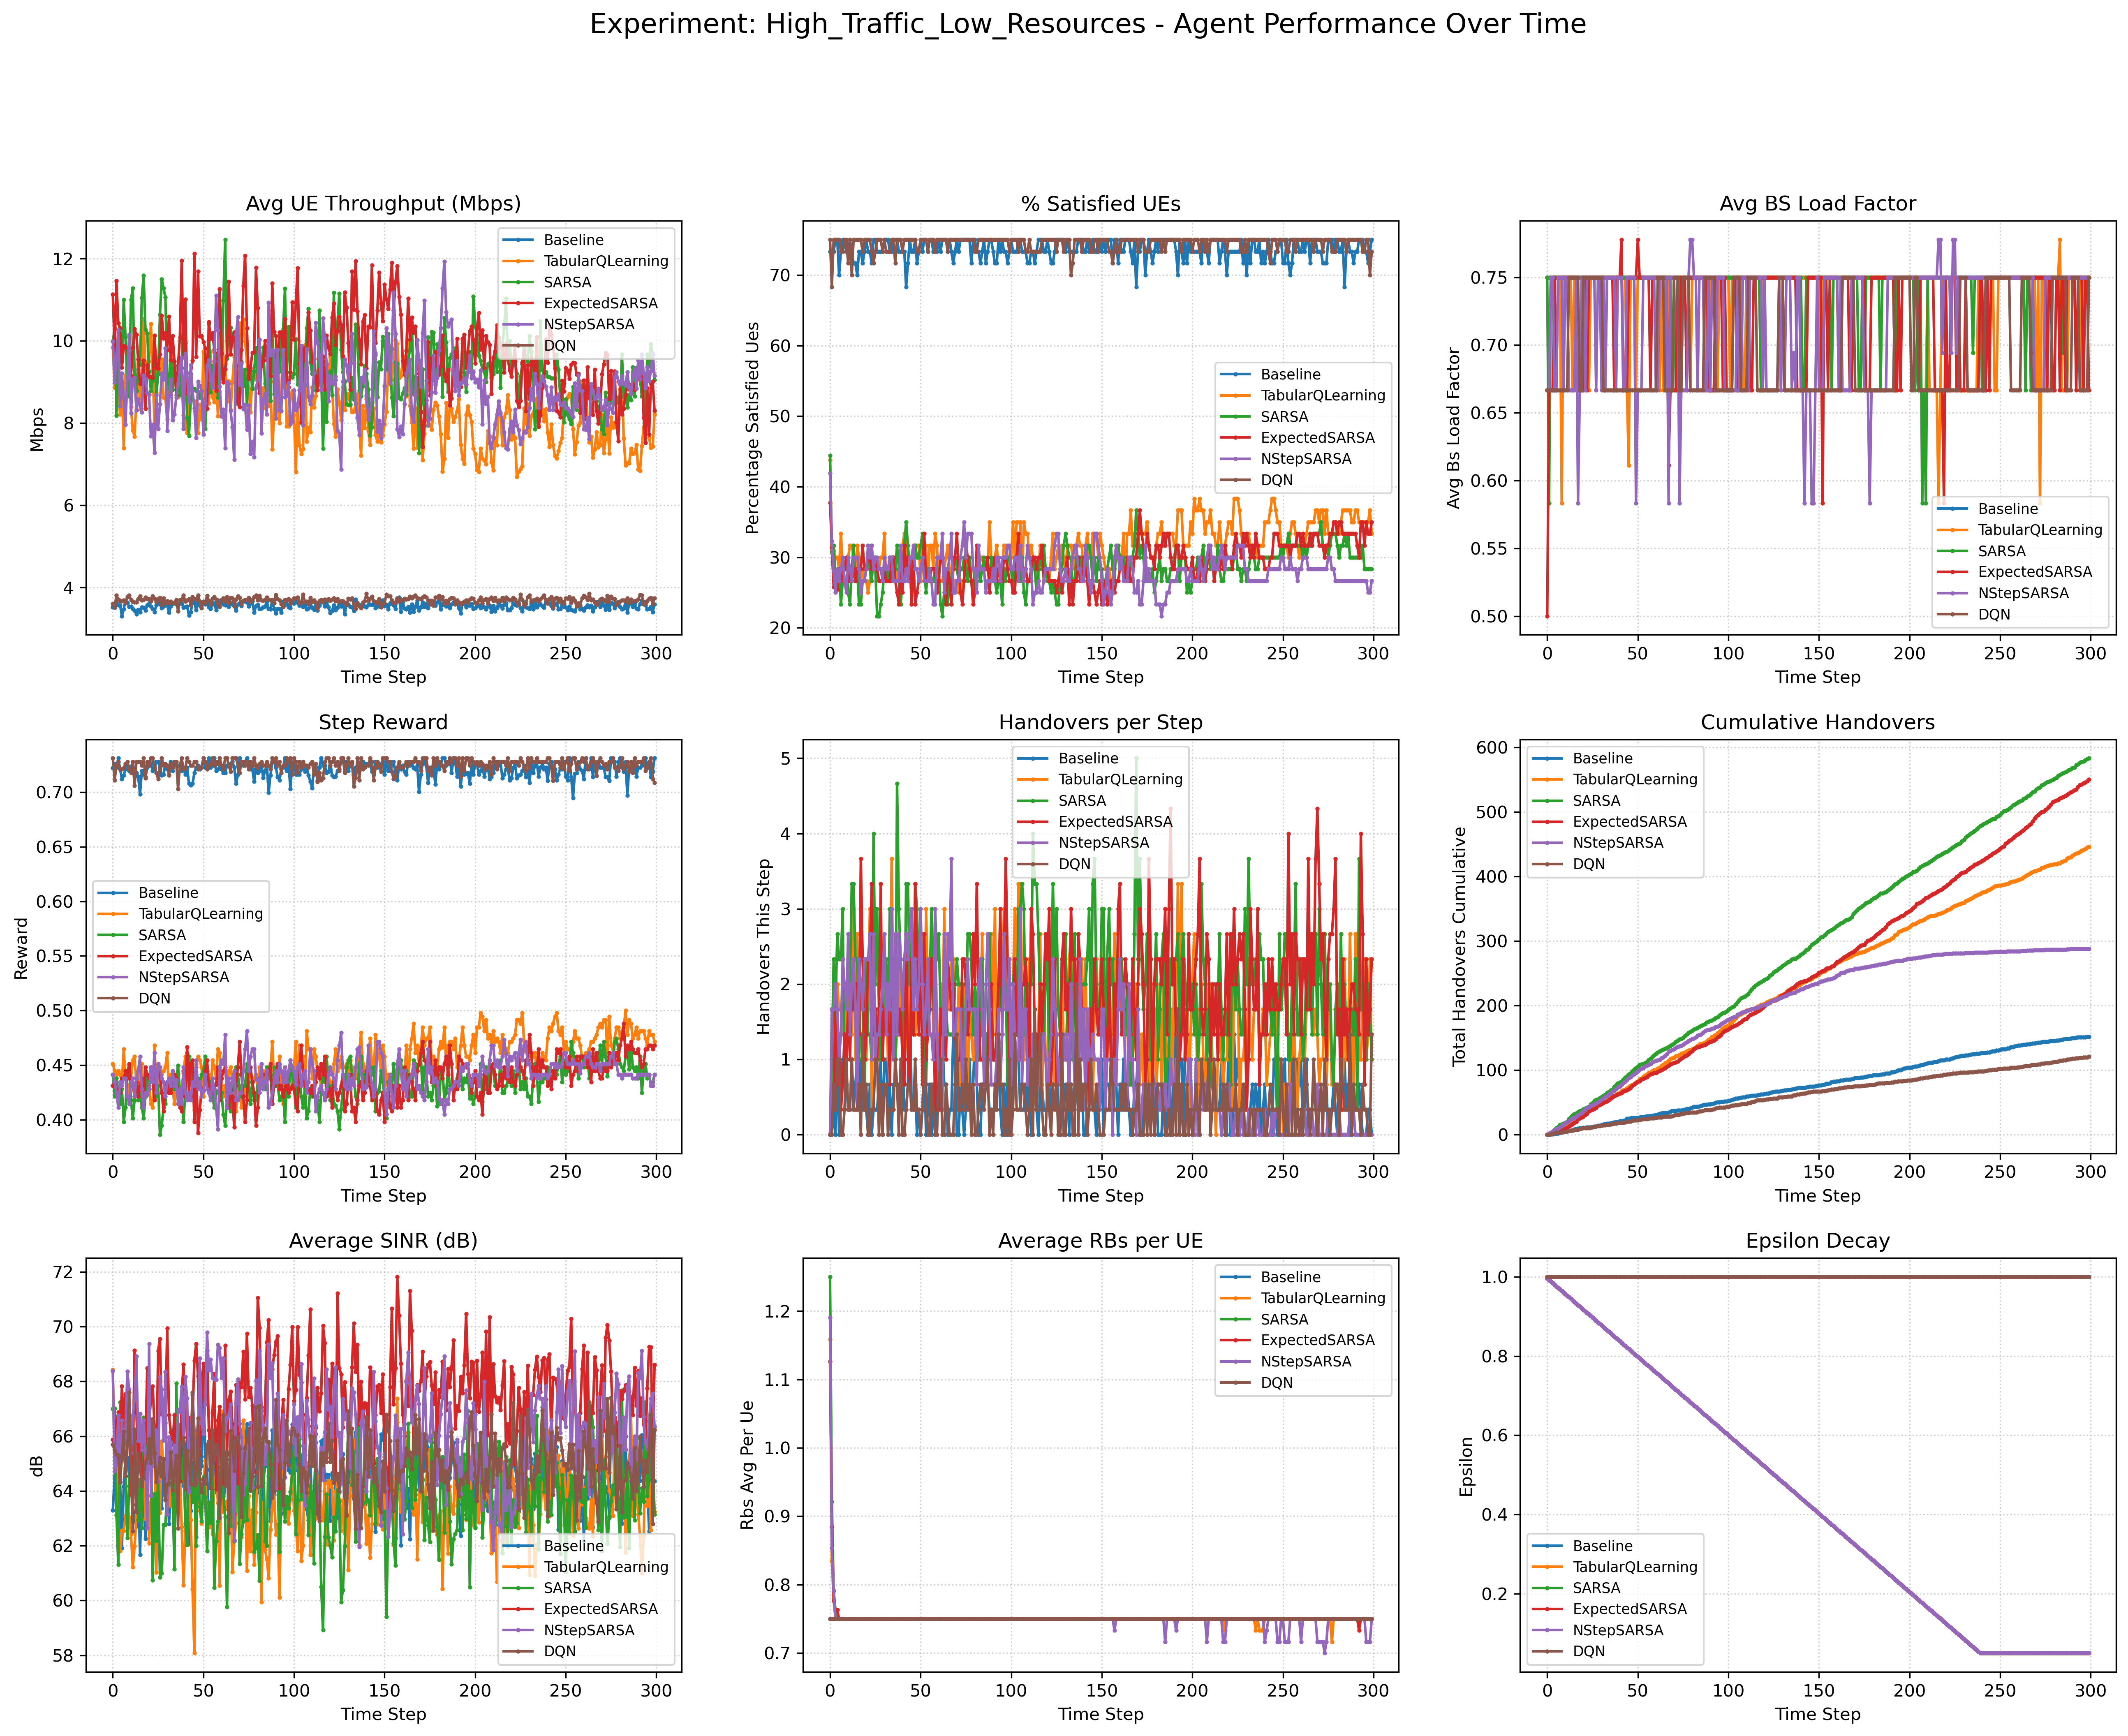 Experiment: High_Traffic_Low_Resources - Agent Performance Over Time
Avg UE Throughput (Mbps)
Mbps
12
10
8
6
4
0 50 100 150 200 250 300
Time Step
Baseline
TabularQLearning
SARSA
ExpectedSARSA
NStepSARSA
DQN
% Satisfied UEs
Percentage Satisfied Ues
70
60
50
40
30
20
0 50 100 150 200 250 300
Time Step
Baseline
TabularQLearning
SARSA
ExpectedSARSA
NStepSARSA
DQN
Avg BS Load Factor
Avg Bs Load Factor
0.75
0.70
0.65
0.60
0.55
0.50
0 50 100 150 200 250 300
Time Step
Baseline
TabularQLearning
SARSA
ExpectedSARSA
NStepSARSA
DQN
Step Reward
Reward
0.70
0.65
0.60
0.55
0.50
0.45
0.40
0 50 100 150 200 250 300
Time Step
Baseline
TabularQLearning
SARSA
ExpectedSARSA
NStepSARSA
DQN
Handovers per Step
Handovers This Step
5
4
3
2
1
0
0 50 100 150 200 250 300
Time Step
Baseline
TabularQLearning
SARSA
ExpectedSARSA
NStepSARSA
DQN
Cumulative Handovers
Total Handovers Cumulative
600
500
400
300
200
100
0
0 50 100 150 200 250 300
Time Step
Baseline
TabularQLearning
SARSA
ExpectedSARSA
NStepSARSA
DQN
Average SINR (dB)
dB
72
70
68
66
64
62
60
58
0 50 100 150 200 250 300
Time Step
Baseline
TabularQLearning
SARSA
ExpectedSARSA
NStepSARSA
DQN
Average RBs per UE
Rbs Avg Per Ue
1.2
1.1
1.0
0.9
0.8
0.7
0 50 100 150 200 250 300
Time Step
Baseline
TabularQLearning
SARSA
ExpectedSARSA
NStepSARSA
DQN
Epsilon Decay
Epsilon
1.0
0.8
0.6
0.4
0.2
0 50 100 150 200 250 300
Time Step
Baseline
TabularQLearning
SARSA
ExpectedSARSA
NStepSARSA
DQN